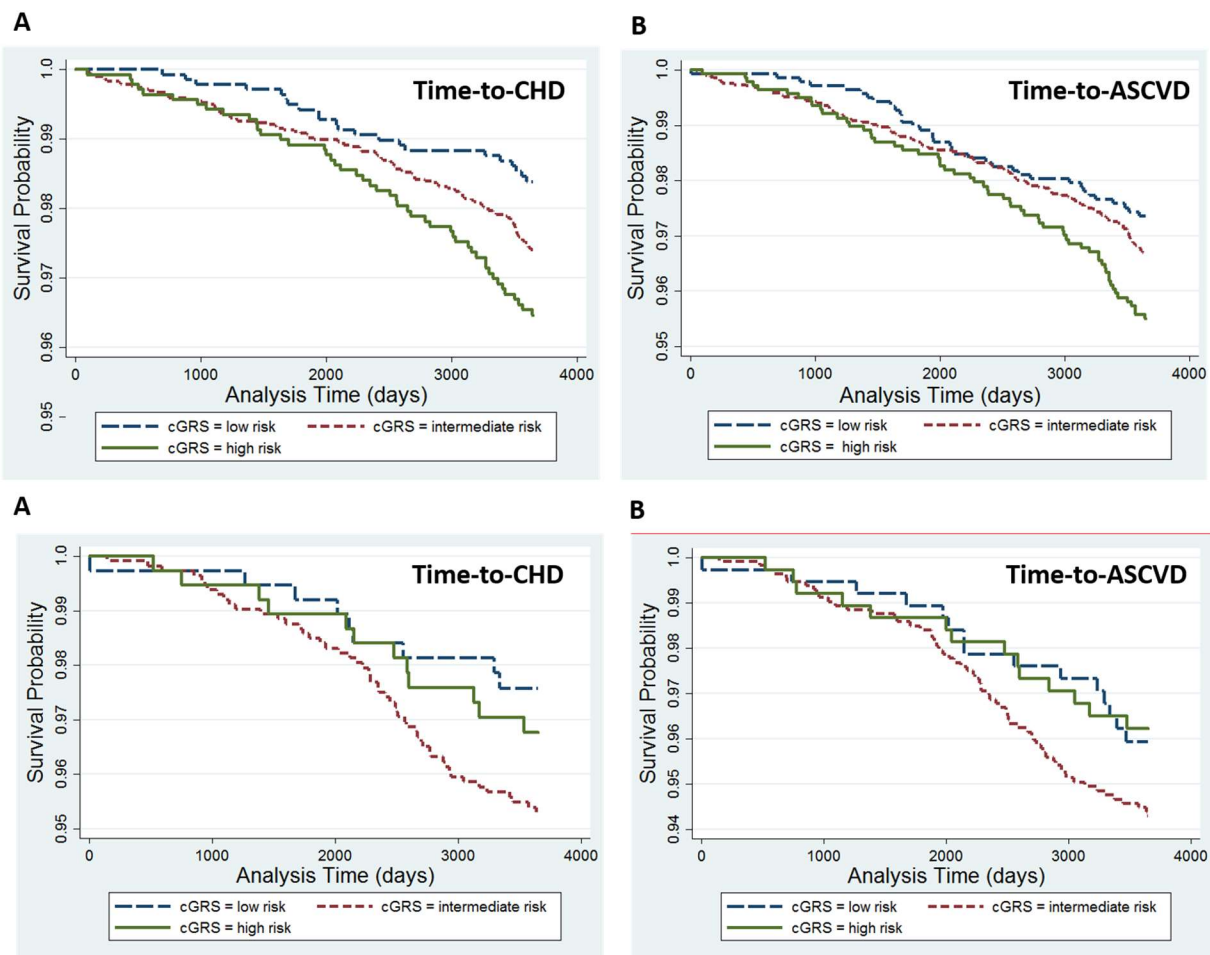 A
B
Time-to-CHD
Survival Probability
1.0
0.99
0.98
0.97
0.96
0.95
0 1000 2000 3000 4000
Analysis Time (days)
cGRS = low risk cGRS = intermediate risk
cGRS = high risk
Time-to-ASCVD
Survival Probability
1.0
0.99
0.98
0.97
0.96
0.95
0 1000 2000 3000 4000
Analysis Time (days)
cGRS = low risk cGRS = intermediate risk
cGRS = high risk
A
B
Time-to-CHD
Survival Probability
1.0
0.99
0.98
0.97
0.96
0.95
0 1000 2000 3000 4000
Analysis Time (days)
cGRS = low risk cGRS = intermediate risk
cGRS = high risk
Time-to-ASCVD
Survival Probability
1.0
0.99
0.98
0.97
0.96
0.95
0.94
0 1000 2000 3000 4000
Analysis Time (days)
cGRS = low risk cGRS = intermediate risk
cGRS = high risk